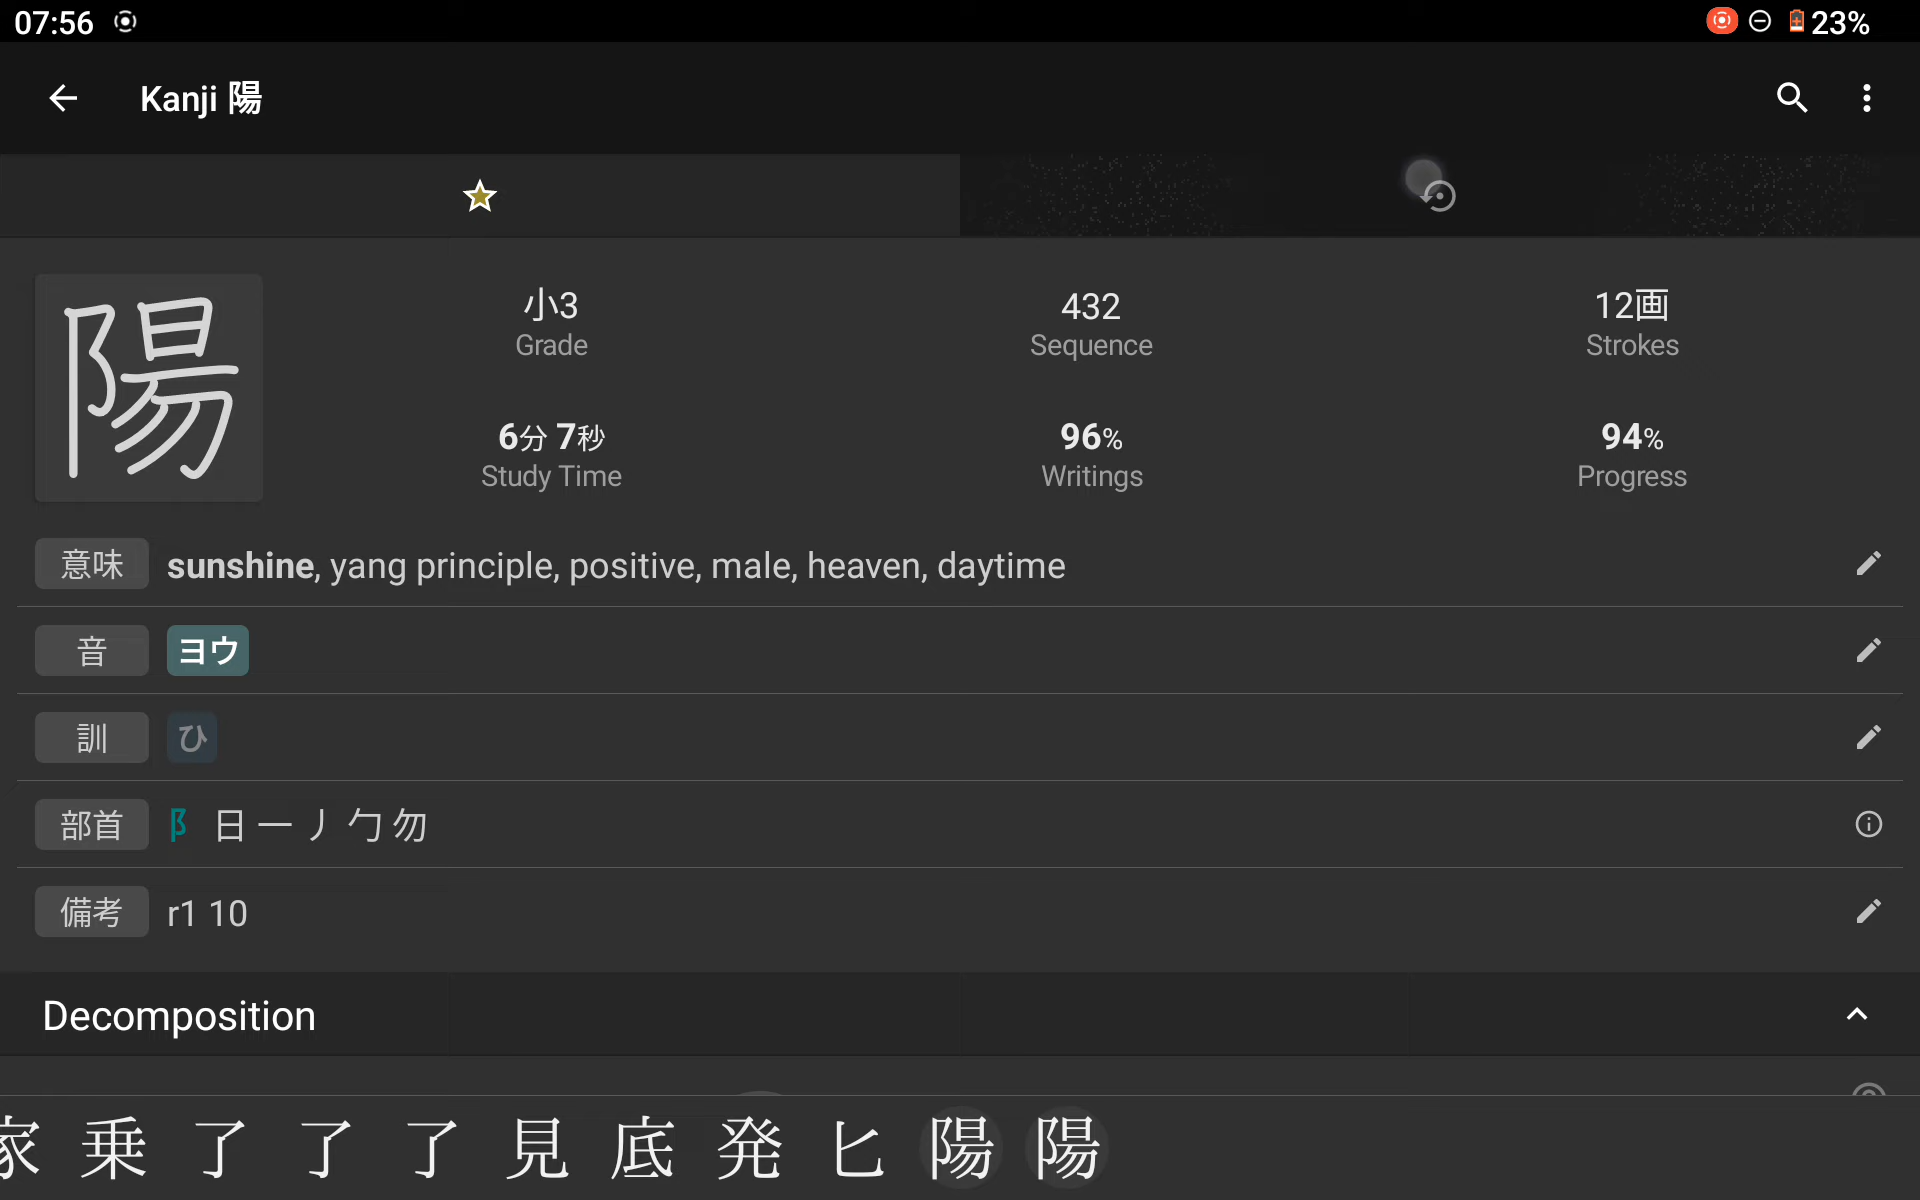 07:56
23%
Kanji 陽
陽
小3
Grade
432
Sequence
12画
Strokes
6分 7秒
Study Time
96%
Writings
94%
Progress
意味 sunshine, yang principle, positive, male, heaven, daytime
音 ヨウ
訓 ひ
部首 阝 日 一 丿 勹 勿
備考 r1 10
Decomposition
家 乗 了 了 了 見 底 発 匕 陽 陽